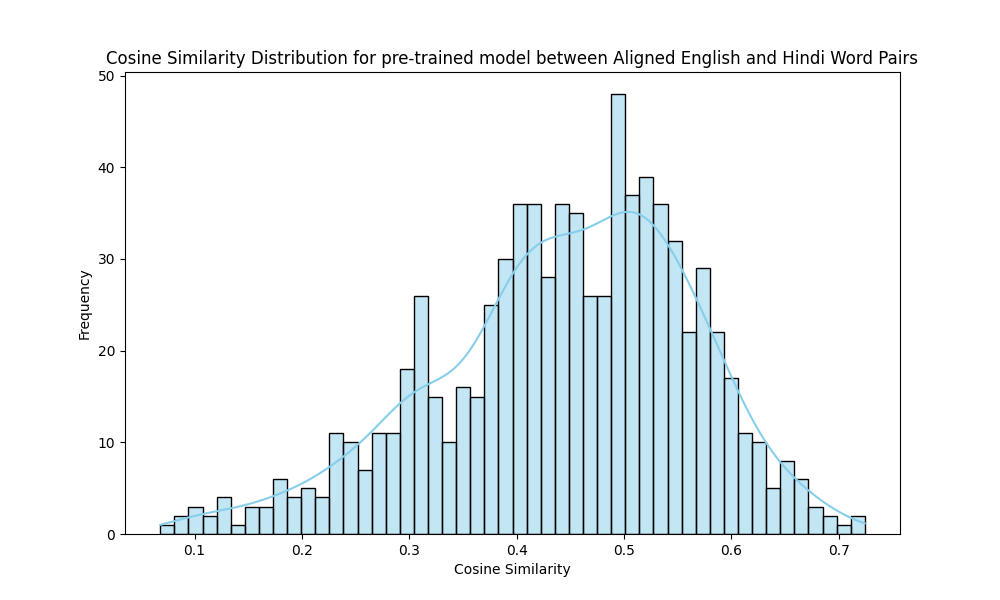 Cosine Similarity Distribution for pre-trained model between Aligned English and Hindi Word Pairs
50
40
30
20
10
0
Frequency
0.1 0.2 0.3 0.4 0.5 0.6 0.7
Cosine Similarity